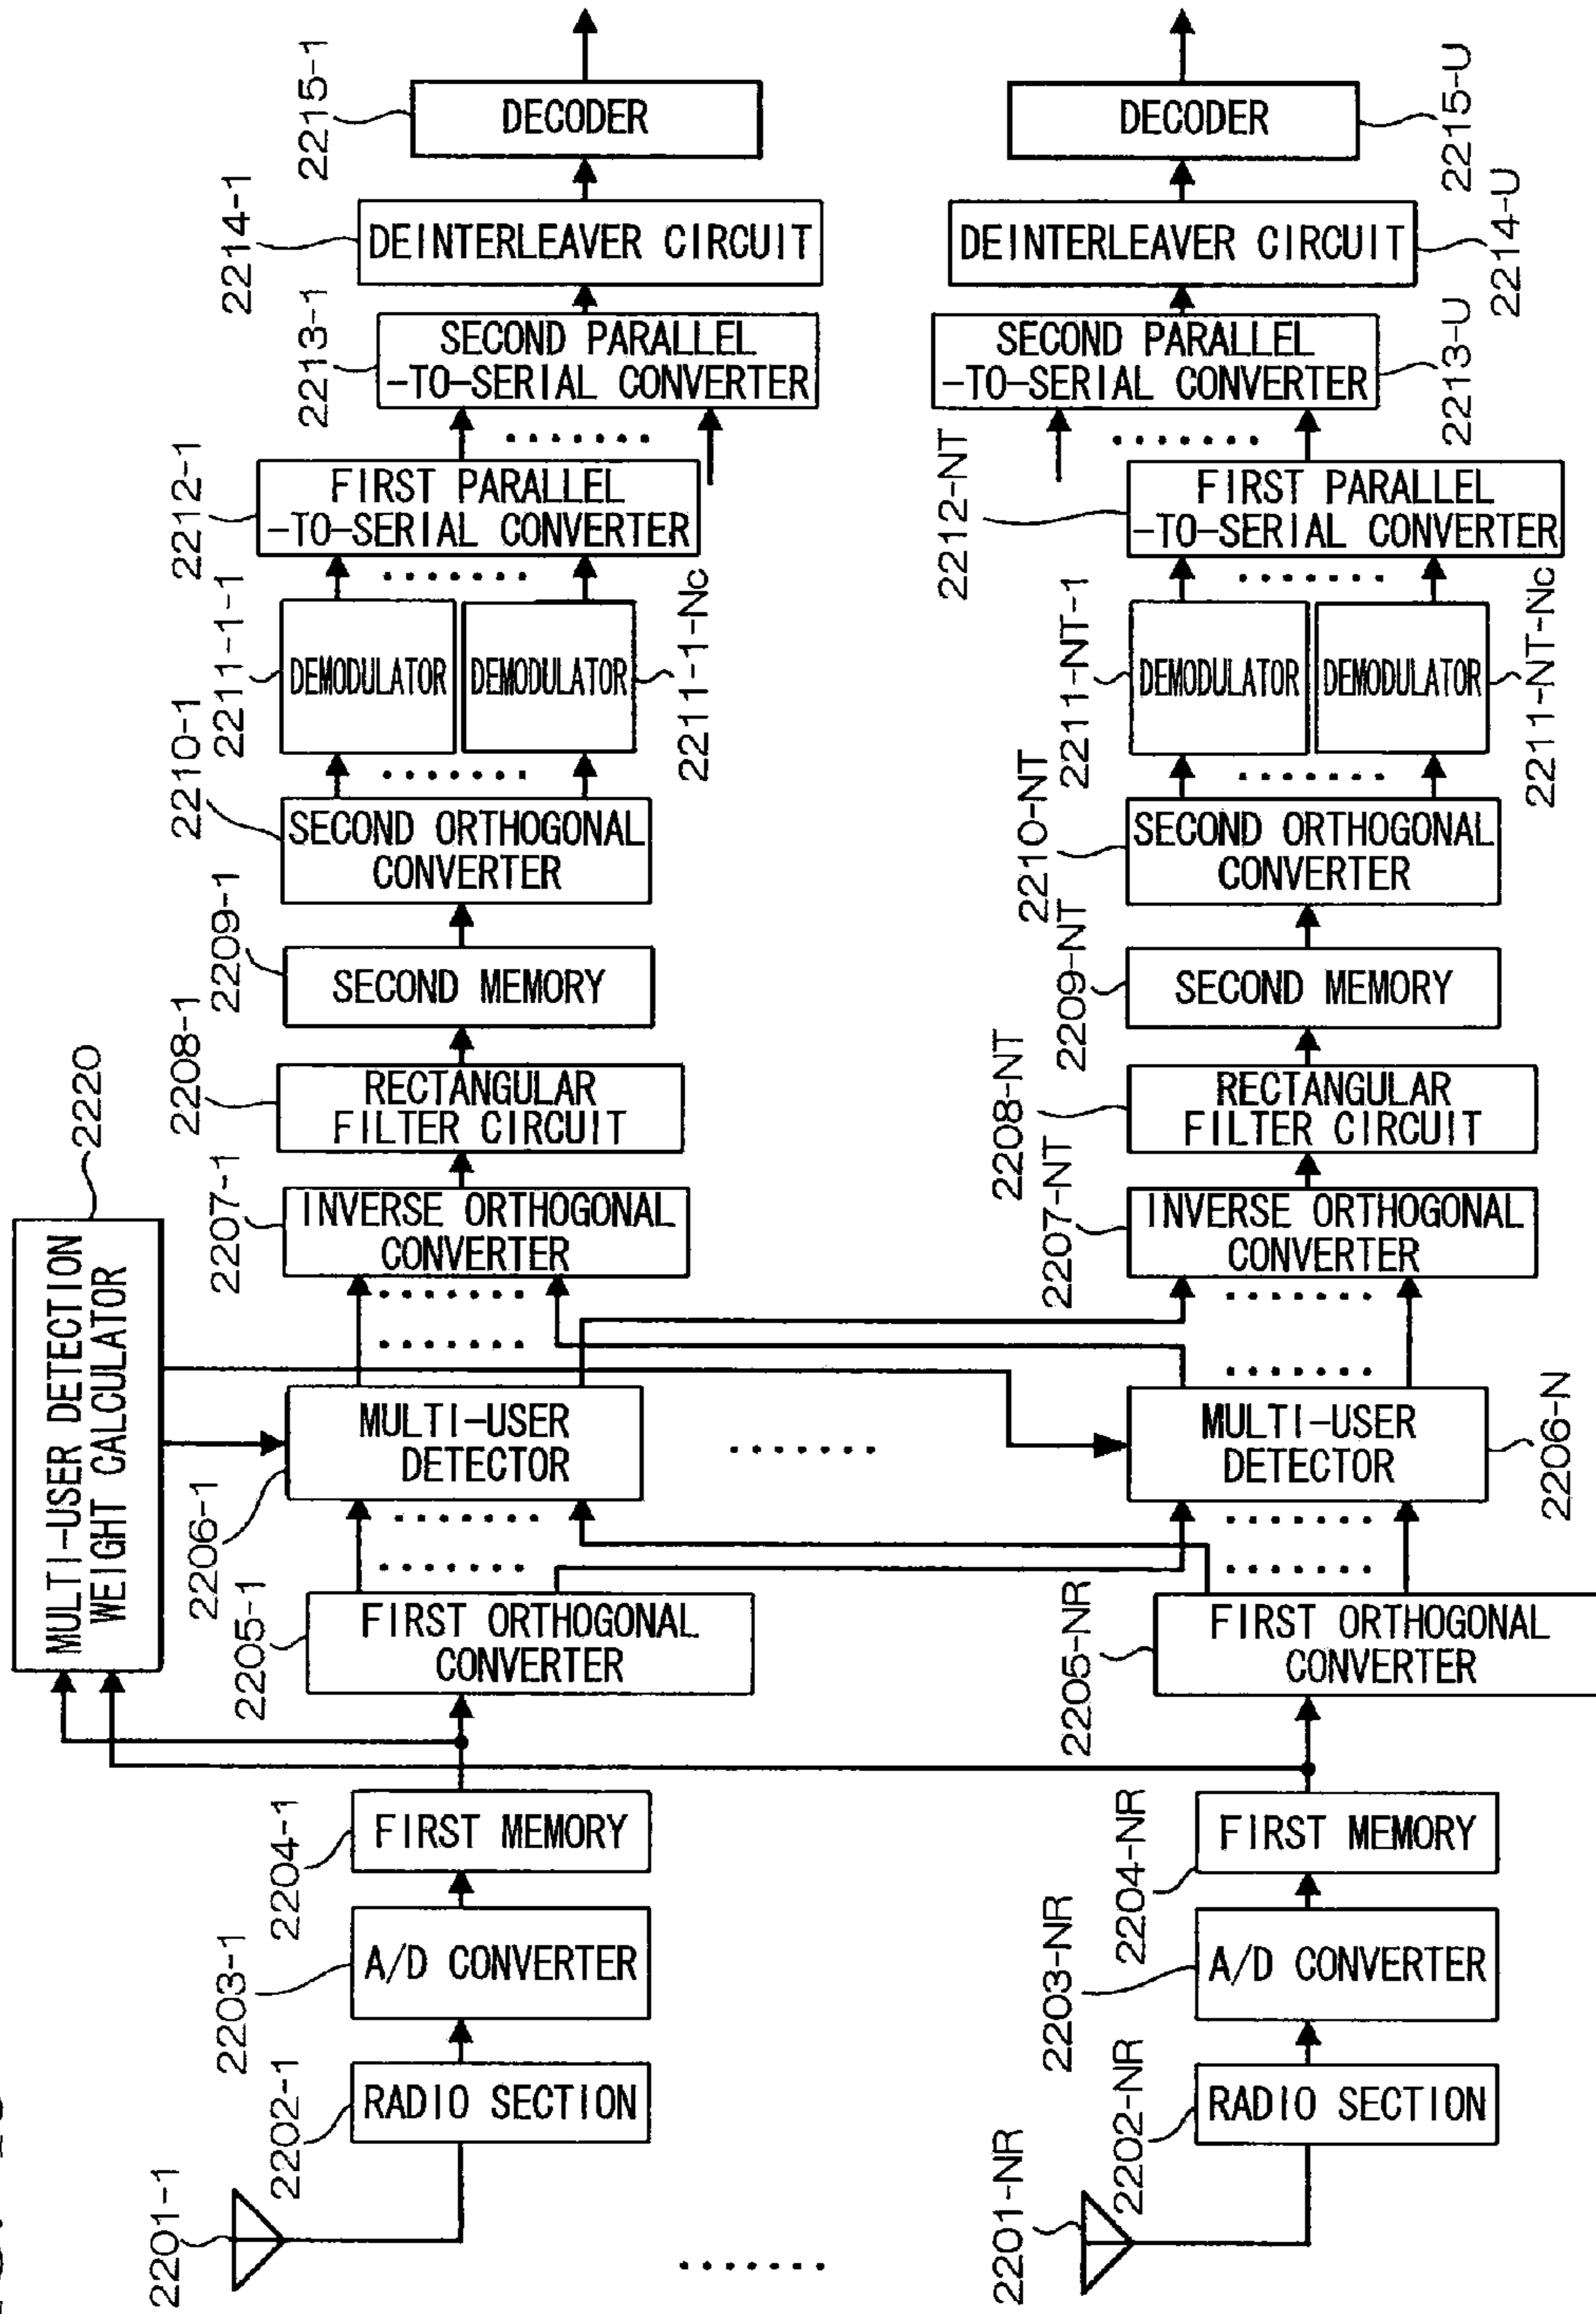 2215-1
DECODER
DECODER
2215-U
2214-1
DEINTERLEAVER CIRCUIT
DEINTERLEAVER CIRCUIT
2214-U
2213-1
SECOND PARALLEL
-TO-SERIAL CONVERTER
SECOND PARALLEL
-TO-SERIAL CONVERTER
2213-U
2212-1
FIRST PARALLEL
-TO-SERIAL CONVERTER
2212-NT
FIRST PARALLEL
-TO-SERIAL CONVERTER
2211-1-1
DEMODULATOR
DEMODULATOR
2211-1-Nc
2211-NT-1
DEMODULATOR
DEMODULATOR
2211-NT-Nc
2210-1
SECOND ORTHOGONAL
CONVERTER
2210-NT
SECOND ORTHOGONAL
CONVERTER
2209-1
SECOND MEMORY
2209-NT
SECOND MEMORY
2208-1
RECTANGULAR
FILTER CIRCUIT
2208-NT
RECTANGULAR
FILTER CIRCUIT
2220
MULTI-USER DETECTION
WEIGHT CALCULATOR
2207-1
INVERSE ORTHOGONAL
CONVERTER
2207-NT
INVERSE ORTHOGONAL
CONVERTER
2206-1
MULTI-USER
DETECTOR
MULTI-USER
DETECTOR
2206-N
2205-1
FIRST ORTHOGONAL
CONVERTER
2205-NR
FIRST ORTHOGONAL
CONVERTER
2204-1
FIRST MEMORY
2204-NR
FIRST MEMORY
2203-1
A/D CONVERTER
2203-NR
A/D CONVERTER
2202-1
RADIO SECTION
2202-NR
RADIO SECTION
2201-1
2201-NR